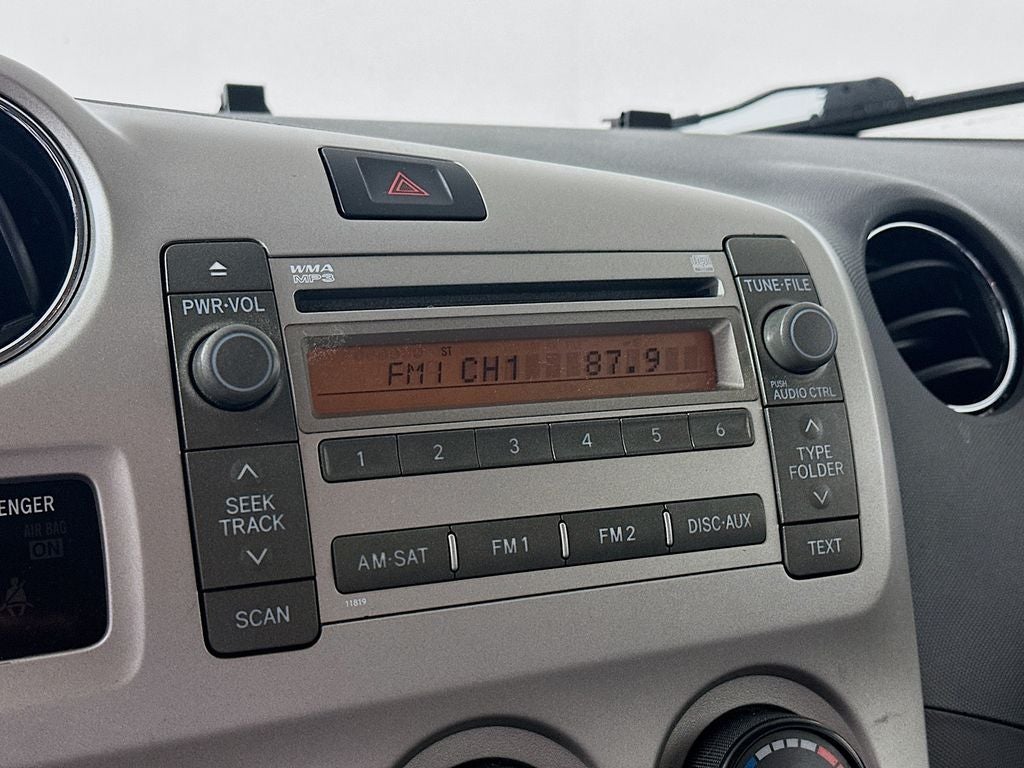 WMA
MP3
PWR·VOL
TUNE·FILE
ST
FM1 CH1 87.9
PUSH
AUDIO CTRL
1 2 3 4 5 6
SEEK
TRACK
TYPE
FOLDER
AM·SAT FM1 FM2 DISC·AUX
TEXT
SCAN
11819
ENGER
AIR BAG
ON